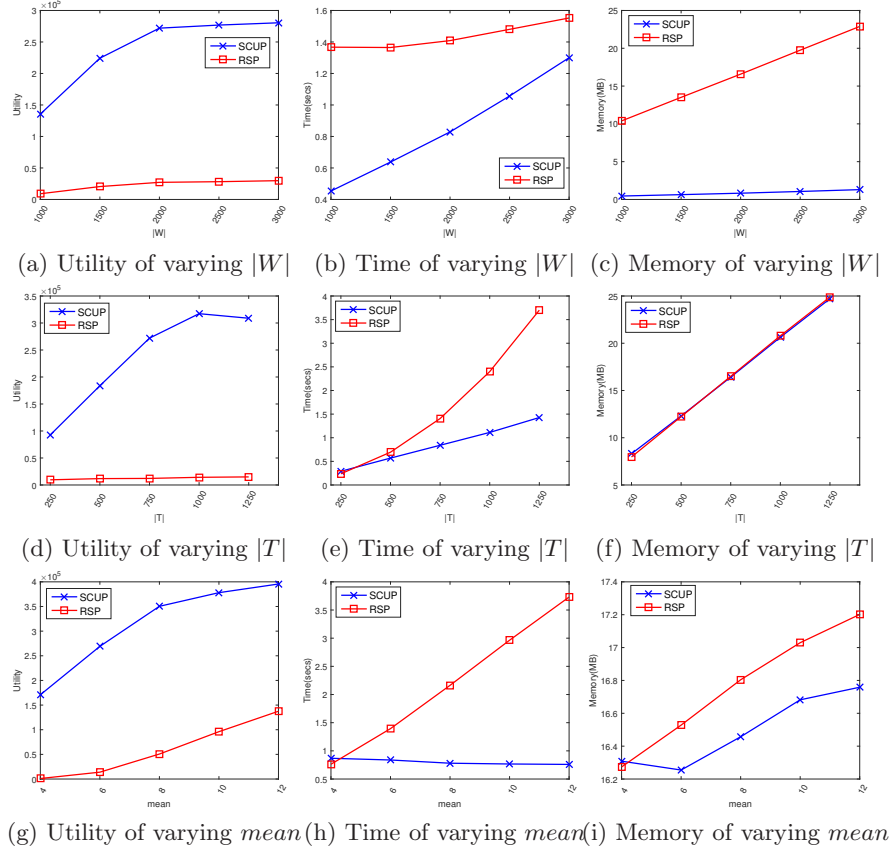 ×10^5
3
2.5
2
1.5
1
0.5
0
Utility
SCUP
RSP
1000
1500
2000
2500
3000
|W|
1.6
1.4
1.2
1
0.8
0.6
0.4
Time(secs)
SCUP
RSP
1000
1500
2000
2500
3000
|W|
25
20
15
10
5
0
Memory(MB)
SCUP
RSP
1000
1500
2000
2500
3000
|W|
(a) Utility of varying |W|
(b) Time of varying |W|
(c) Memory of varying |W|
×10^5
3.5
3
2.5
2
1.5
1
0.5
0
Utility
SCUP
RSP
250
500
750
1000
1250
|T|
4
3.5
3
2.5
2
1.5
1
0.5
0
Time(secs)
SCUP
RSP
250
500
750
1000
1250
|T|
25
20
15
10
5
Memory(MB)
SCUP
RSP
250
500
750
1000
1250
|T|
(d) Utility of varying |T|
(e) Time of varying |T|
(f) Memory of varying |T|
×10^5
4
3.5
3
2.5
2
1.5
1
0.5
0
Utility
SCUP
RSP
4
6
8
10
12
mean
4
3.5
3
2.5
2
1.5
1
0.5
Time(secs)
SCUP
RSP
4
6
8
10
12
mean
17.4
17.2
17
16.8
16.6
16.4
16.2
Memory(MB)
SCUP
RSP
4
6
8
10
12
mean
(g) Utility of varying mean
(h) Time of varying mean
(i) Memory of varying mean